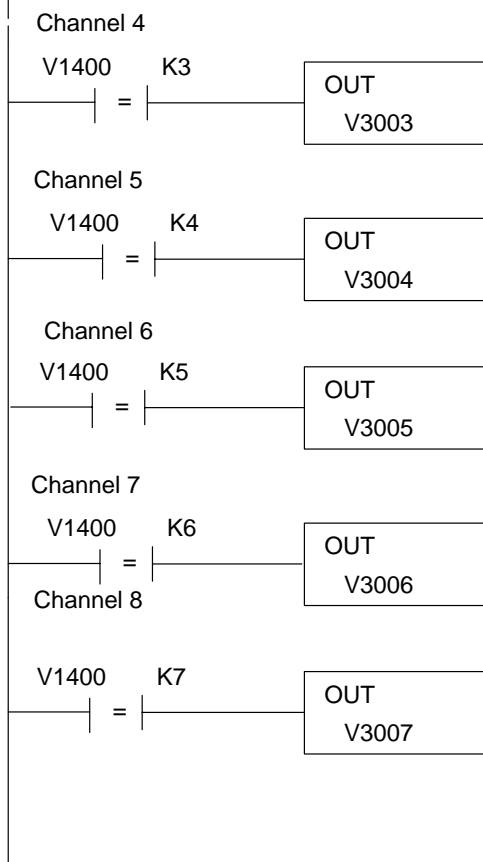 Channel 4
V1400 K3
= OUT
V3003
Channel 5
V1400 K4
= OUT
V3004
Channel 6
V1400 K5
= OUT
V3005
Channel 7
V1400 K6
= OUT
V3006
Channel 8
V1400 K7
= OUT
V3007